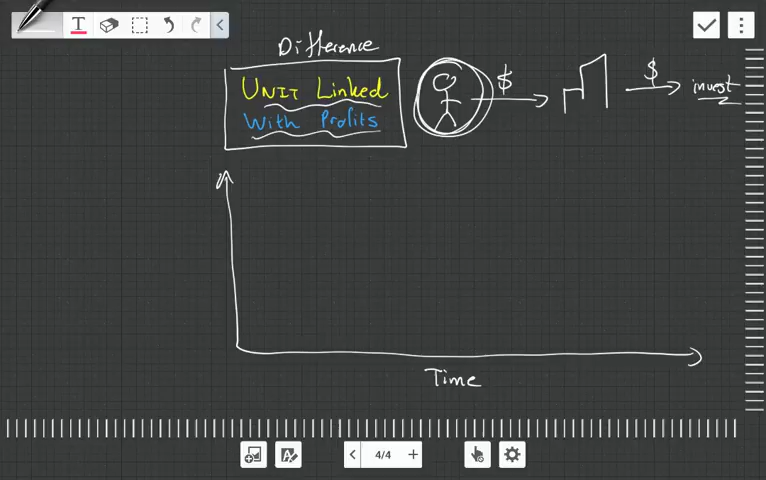 T
Difference
UNIT Linked
With Profits
$
$
invest
Time
4/4